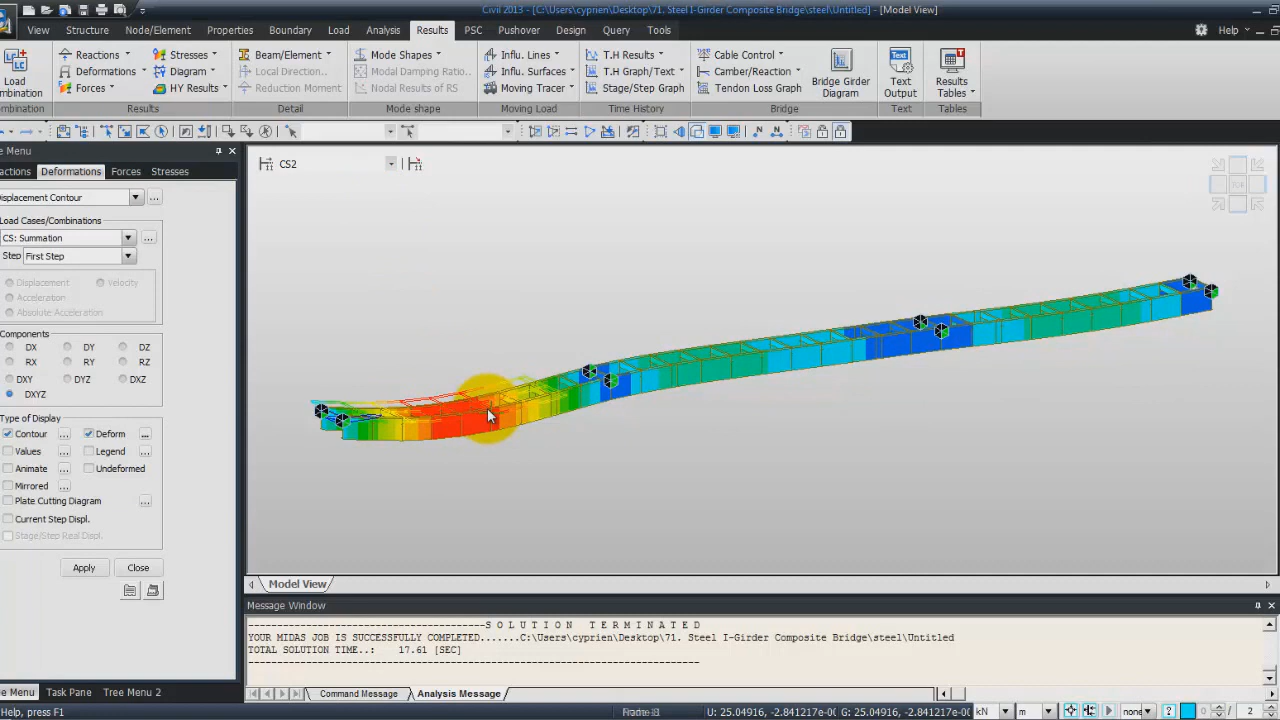 Civil 2013 - [C:\Users\cyprien\Desktop\71. Steel I-Girder Composite Bridge\steel\Untitled] - [Model View]
View Structure Node/Element Properties Boundary Load Analysis Results PSC Pushover Design Query Tools Help
Load
ombination
Reactions
Deformations
Forces
Stresses
Diagram
HY Results
Beam/Element
Local Direction...
Reduction Moment
Mode Shapes
Modal Damping Ratio...
Nodal Results of RS
Influ. Lines
Influ. Surfaces
Moving Tracer
T.H Results
T.H Graph/Text
Stage/Step Graph
Cable Control
Camber/Reaction
Tendon Loss Graph
Bridge Girder
Diagram
Text
Output
Results
Tables
ombination Results Detail Mode shape Moving Load Time History Bridge Text Tables
e Menu
actions Deformations Forces Stresses
isplacement Contour
Load Cases/Combinations
CS: Summation
Step First Step
Displacement Velocity
Acceleration
Absolute Acceleration
Components
DX DY DZ
RX RY RZ
DXY DYZ DXZ
DXYZ
Type of Display
Contour Deform
Values Legend
Animate Undeformed
Mirrored
Plate Cutting Diagram
Current Step Displ.
Stage/Step Real Displ.
Apply Close
CS2
TOP
Model View
Message Window
---------------------------------------S O L U T I O N   T E R M I N A T E D
YOUR MIDAS JOB IS SUCCESSFULLY COMPLETED.......C:\Users\cyprien\Desktop\71. Steel I-Girder Composite Bridge\steel\Untitled
TOTAL SOLUTION TIME..: 17.61 [SEC]
Command Message Analysis Message
ee Menu Task Pane Tree Menu 2
Help, press F1
U: 25.04916, -2.841217e-00 G: 25.04916, -2.841217e-00 kN m none / 2